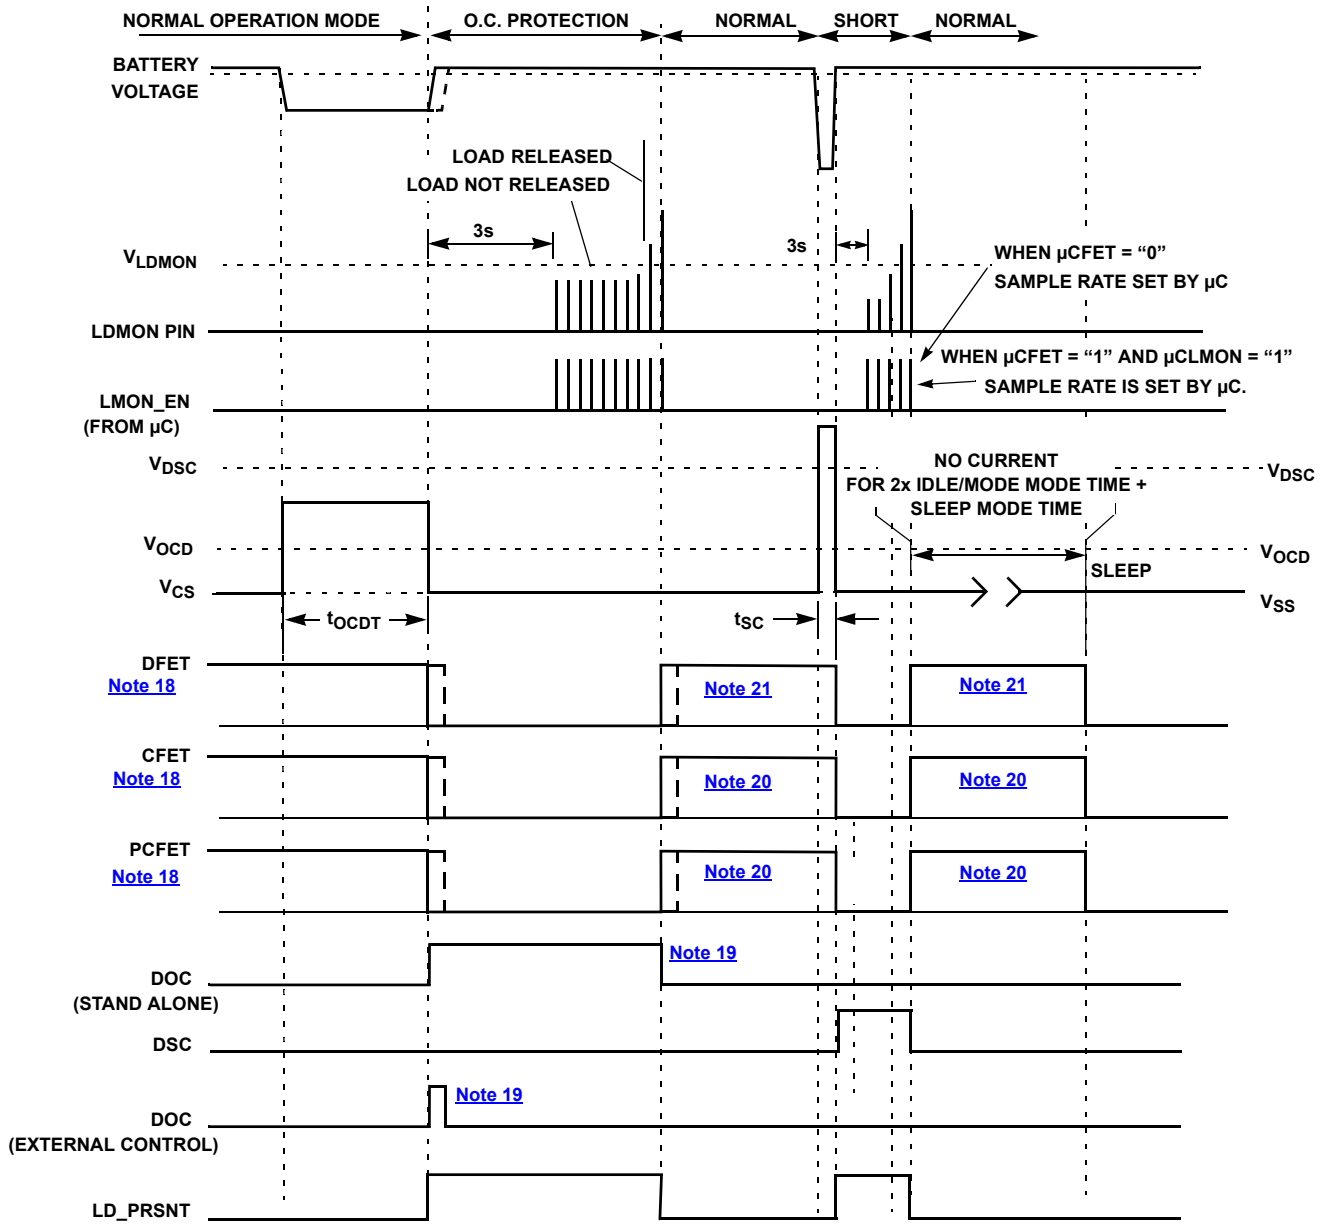 NORMAL OPERATION MODE
O.C. PROTECTION
NORMAL
SHORT
NORMAL
BATTERY
VOLTAGE
LOAD RELEASED
LOAD NOT RELEASED
3s
3s
VLDMON
WHEN µCFET = “0”
SAMPLE RATE SET BY µC
LDMON PIN
WHEN µCFET = “1” AND µCLMON = “1”
SAMPLE RATE IS SET BY µC.
LMON_EN
(FROM µC)
VDSC
NO CURRENT
FOR 2x IDLE/MODE MODE TIME +
SLEEP MODE TIME
VDSC
VOCD
VOCD
SLEEP
VCS
VSS
tOCDT
tSC
DFET
Note 18
Note 21
Note 21
CFET
Note 18
Note 20
Note 20
PCFET
Note 18
Note 20
Note 20
Note 19
DOC
(STAND ALONE)
DSC
Note 19
DOC
(EXTERNAL CONTROL)
LD_PRSNT